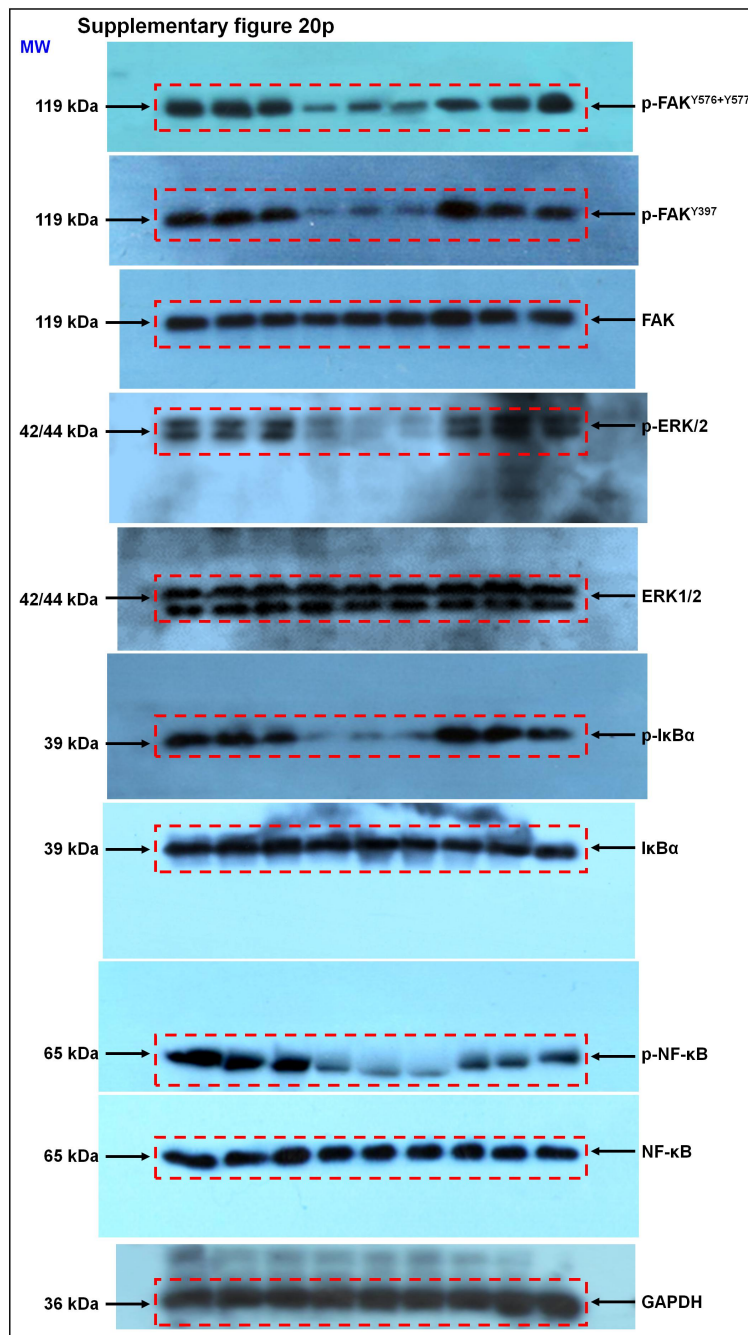 Supplementary figure 20p
MW
119 kDa p-FAKY576+Y577
119 kDa p-FAKY397
119 kDa FAK
42/44 kDa p-ERK/2
42/44 kDa ERK1/2
39 kDa p-IκBα
39 kDa IκBα
65 kDa p-NF-κB
65 kDa NF-κB
36 kDa GAPDH